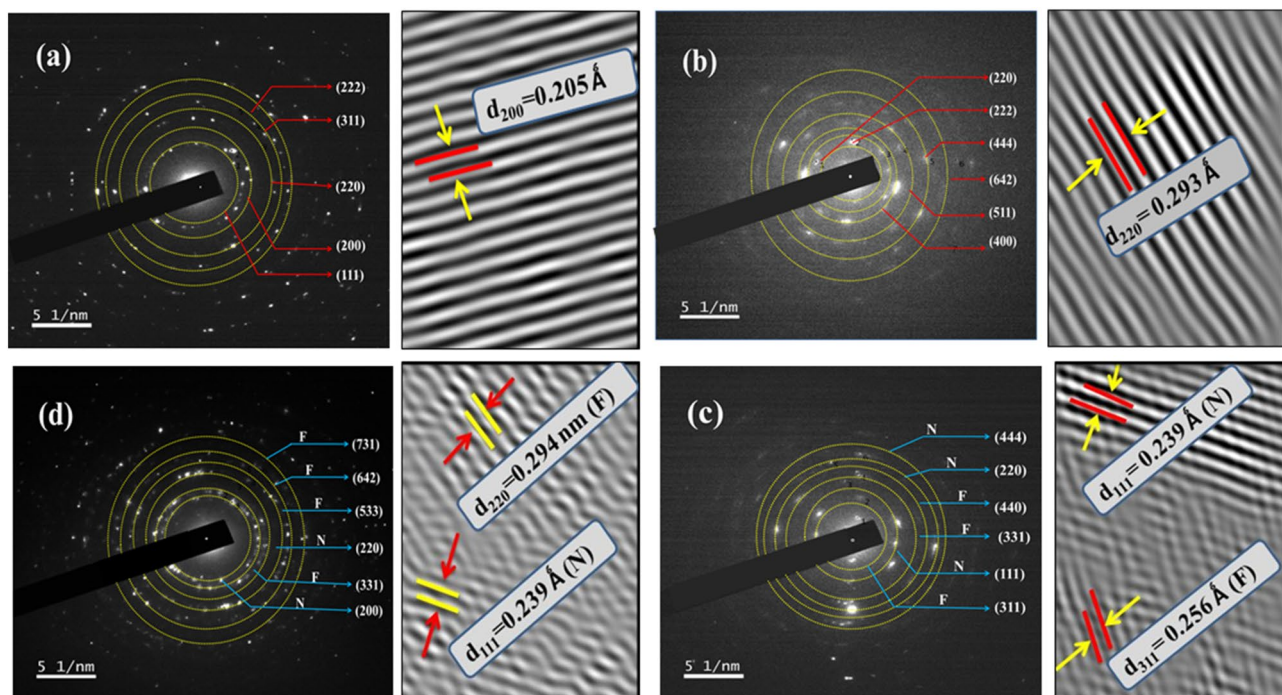 (a)
(222)
(311)
(220)
(200)
(111)
5 1/nm
d200=0.205Å
(b)
(220)
(222)
(444)
(642)
(511)
(400)
5 1/nm
d220=0.293Å
(d)
F (731)
F (642)
F (533)
N (220)
F (331)
N (200)
5 1/nm
d220=0.294 nm (F)
d111=0.239Å (N)
(c)
N (444)
N (220)
F (440)
F (331)
N (111)
F (311)
5 1/nm
d111=0.239Å (N)
d311= 0.256Å (F)